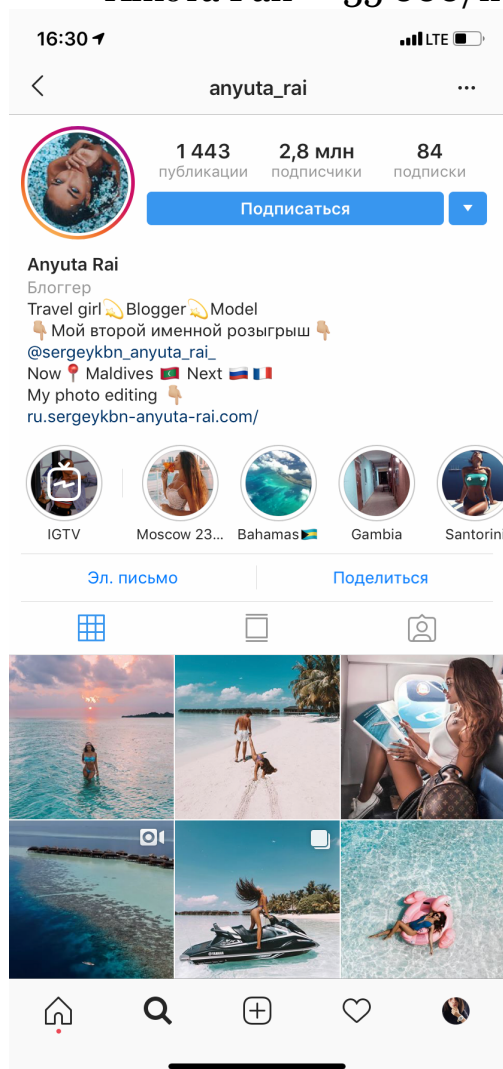 16:30
LTE
anyuta_rai
1 443 2,8 млн 84
публикации подписчики подписки
Подписаться
Anyuta Rai
Блоггер
Travel girl💫Blogger💫Model
👇🏼Мой второй именной розыгрыш👇🏼
@sergeykbn_anyuta_rai_
Now📍Maldives 🇲🇻 Next 🇷🇺🇫🇷
My photo editing 👇🏼
ru.sergeykbn-anyuta-rai.com/
IGTV Moscow 23... Bahamas🇧🇸 Gambia Santorini
Эл. письмо Поделиться